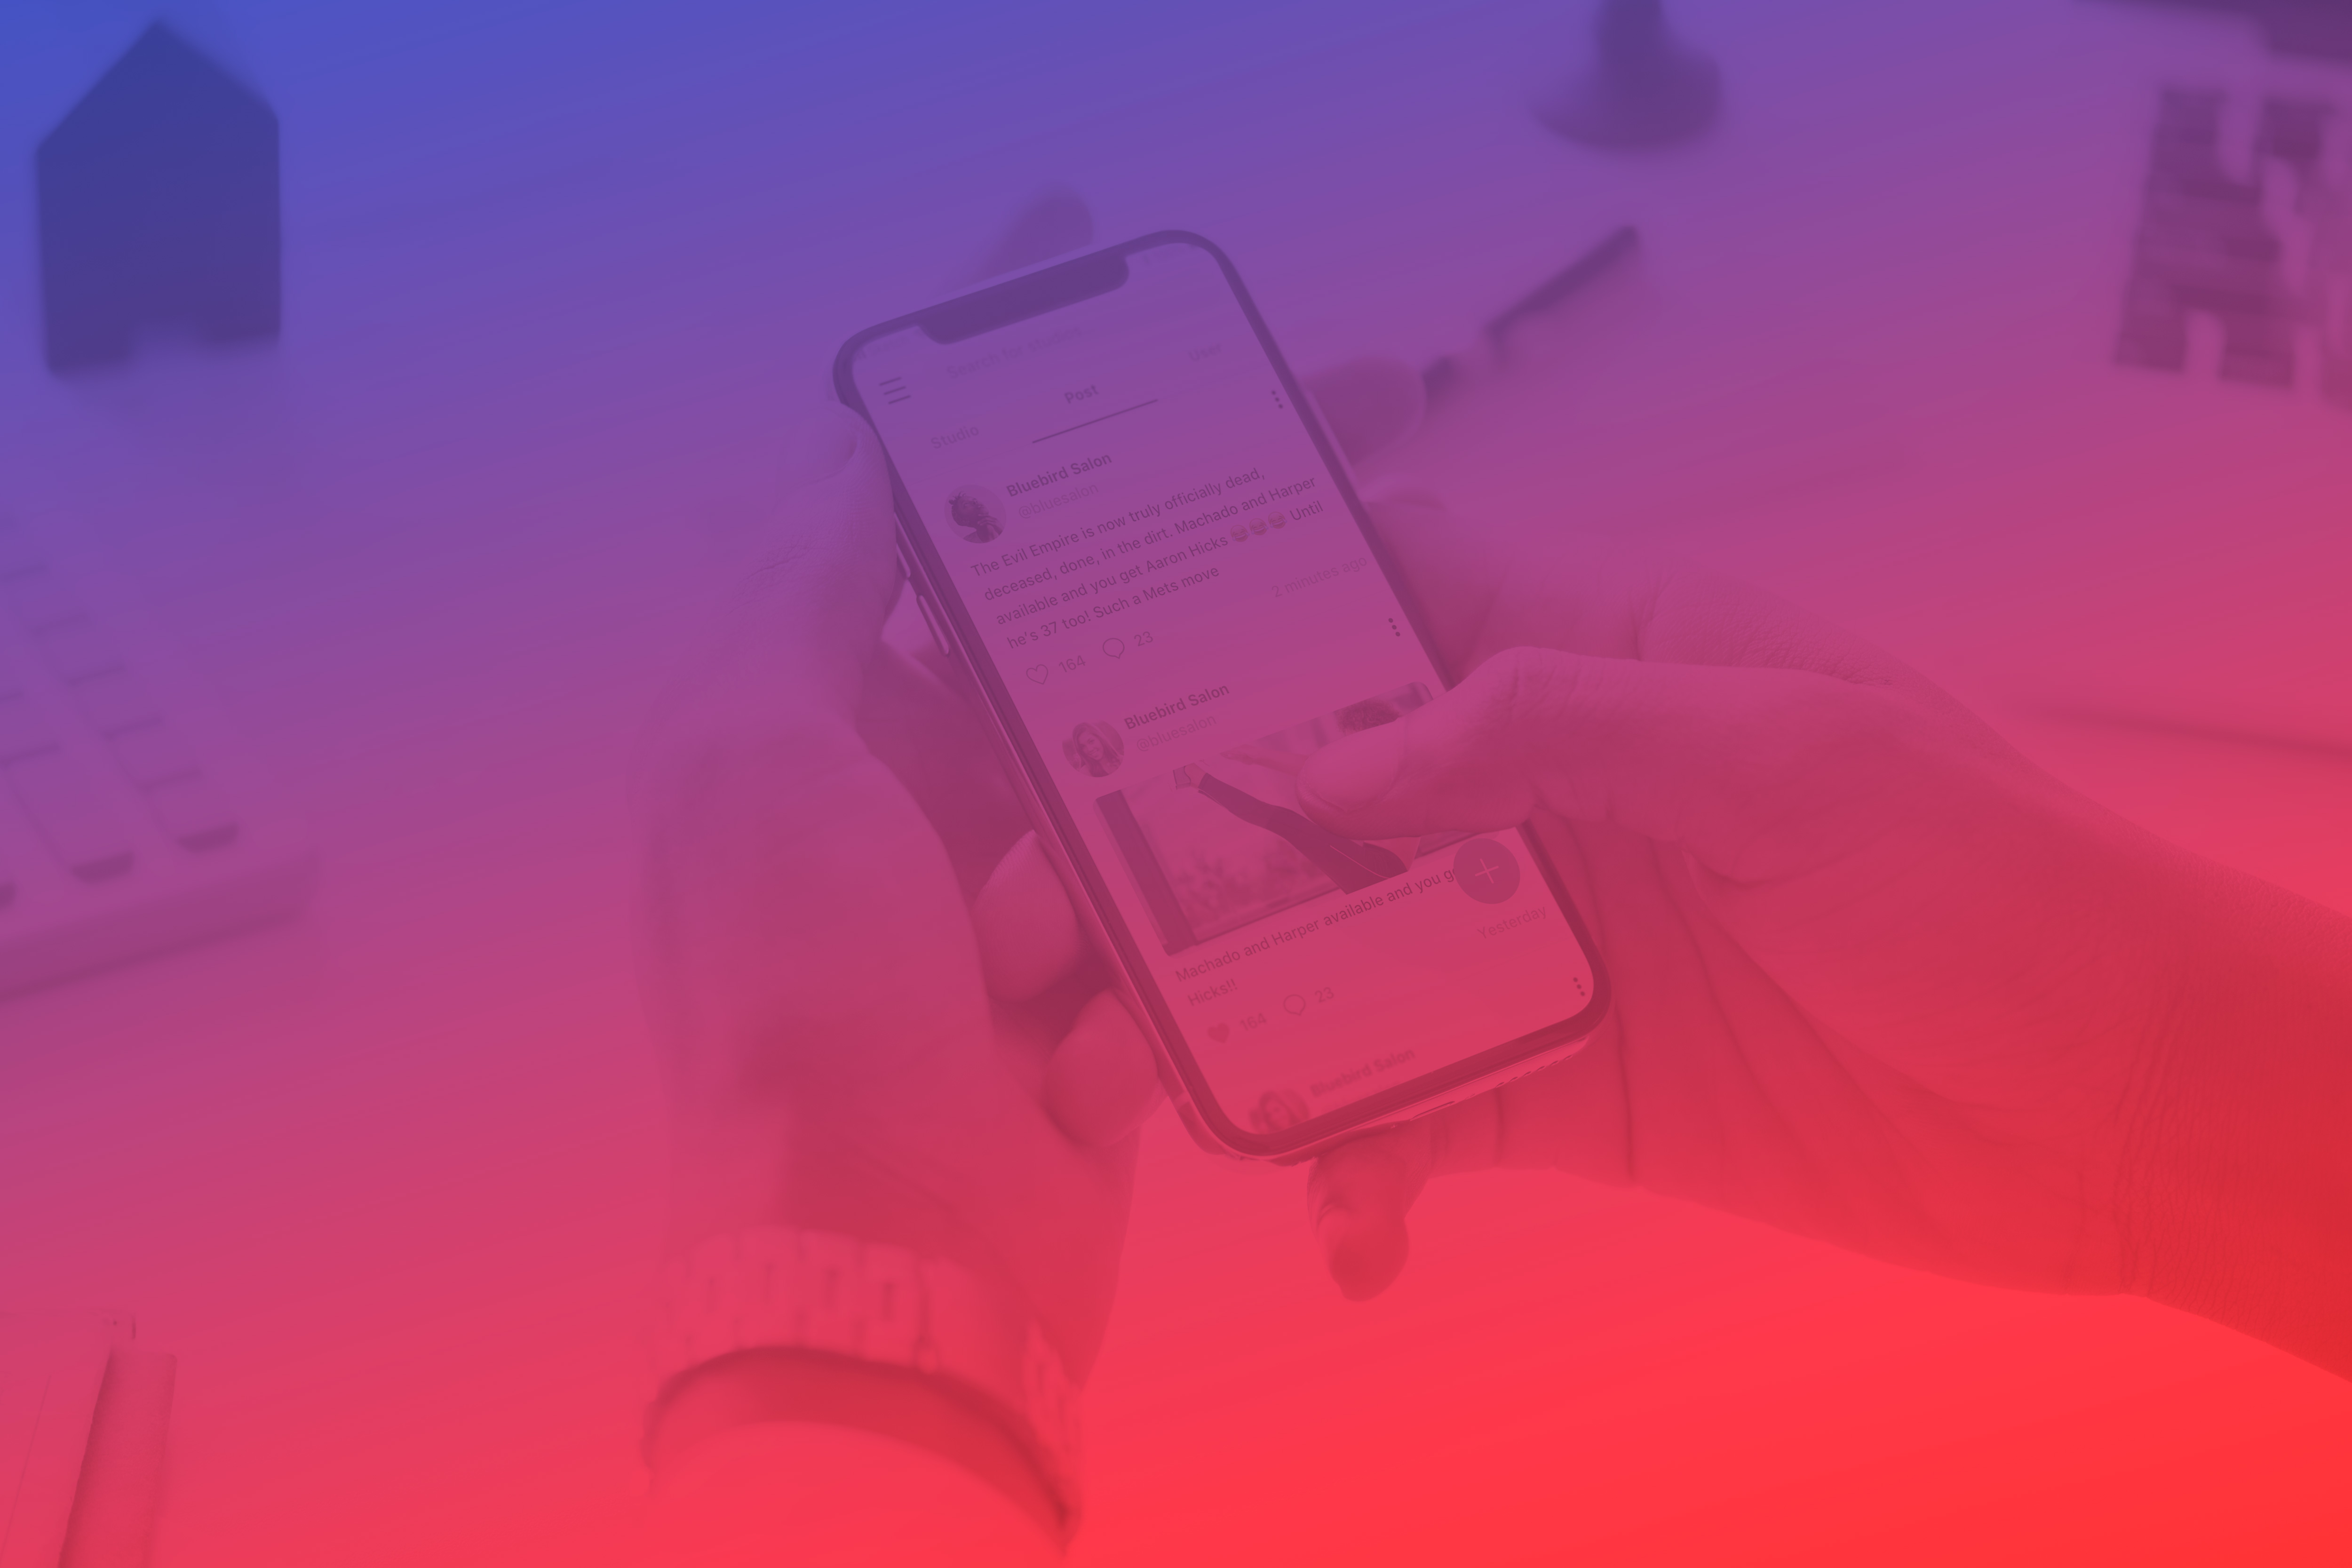 Search for studios
Studio
Post
User
Bluebird Salon
@bluesalon
The Evil Empire is now truly officially dead,
deceased, done, in the dirt. Machado and Harper
available and you get Aaron Hicks 😂😂😂 Until
he's 37 too! Such a Mets move
2 minutes ago
164
23
Bluebird Salon
@bluesalon
Machado and Harper available and you
Hicks!!
Yesterday
164
23
Bluebird Salon